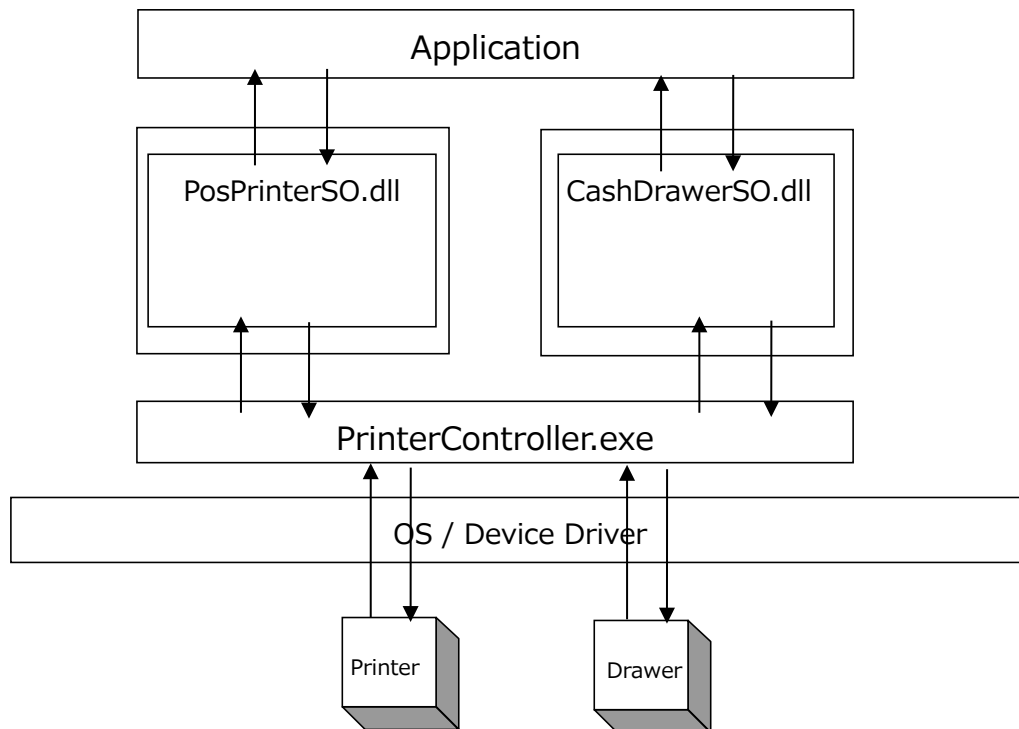 Application
PosPrinterSO.dll
CashDrawerSO.dll
PrinterController.exe
OS / Device Driver
Printer
Drawer